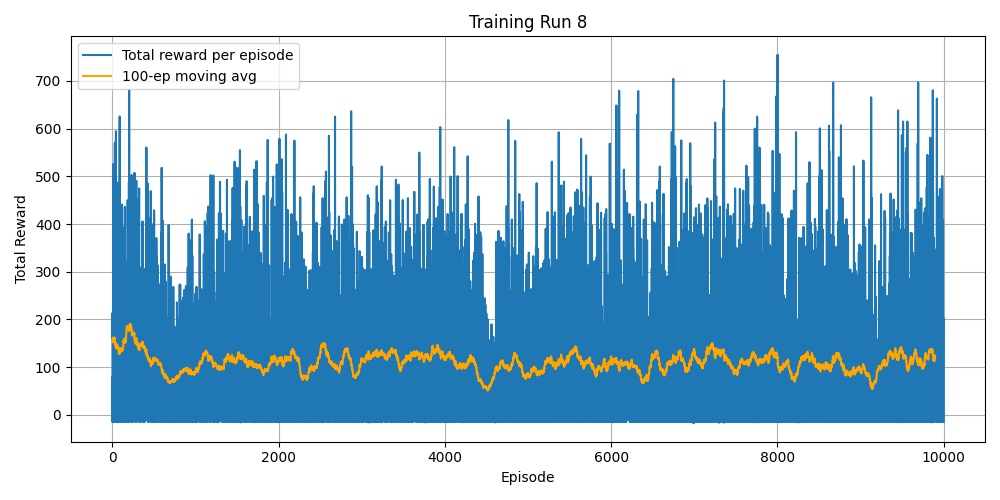 Training Run 8
Total reward per episode
100-ep moving avg
Total Reward
700
600
500
400
300
200
100
0
0 2000 4000 6000 8000 10000
Episode